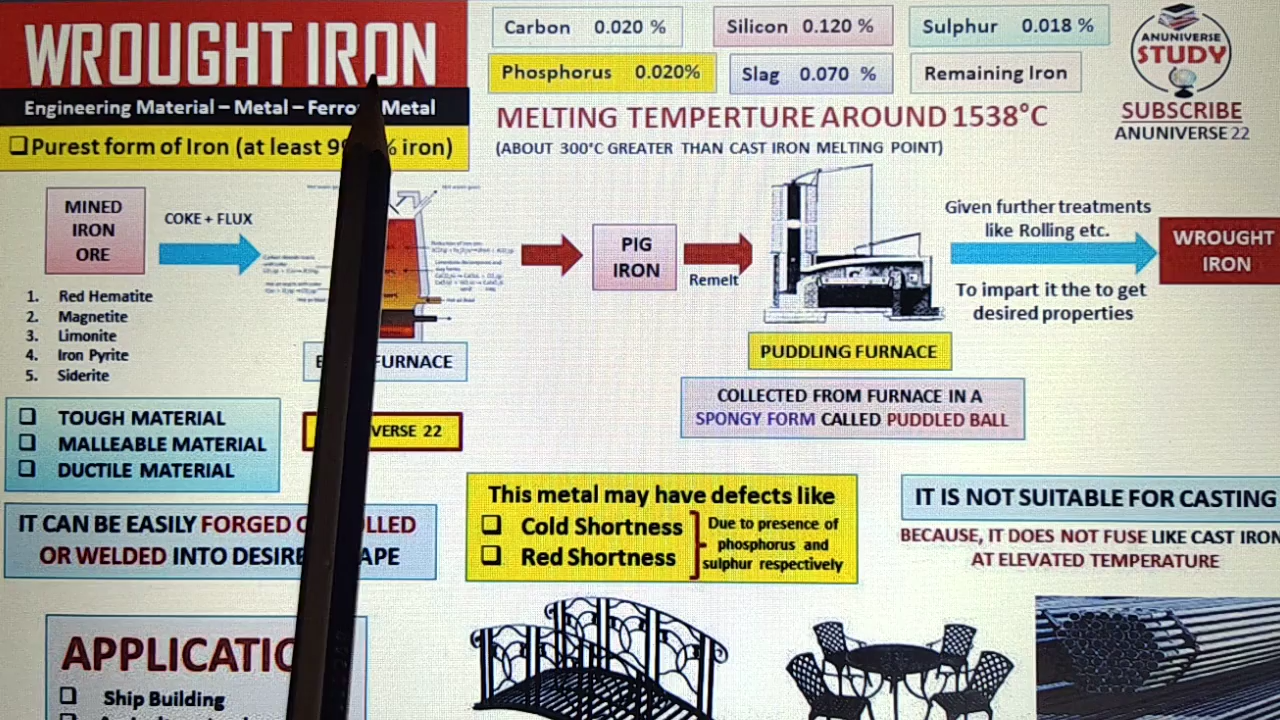 WROUGHT IRON
Engineering Material – Metal – Ferro Metal
Purest form of Iron (at least 99 % iron)
Carbon 0.020 %
Silicon 0.120 %
Sulphur 0.018 %
Phosphorus 0.020%
Slag 0.070 %
Remaining Iron
MELTING TEMPERTURE AROUND 1538°C
(ABOUT 300°C GREATER THAN CAST IRON MELTING POINT)
ANUNIVERSE
STUDY
SUBSCRIBE
ANUNIVERSE 22
MINED
IRON
ORE
COKE + FLUX
1. Red Hematite
2. Magnetite
3. Limonite
4. Iron Pyrite
5. Siderite
FURNACE
VERSE 22
PIG
IRON
Remelt
PUDDLING FURNACE
COLLECTED FROM FURNACE IN A
SPONGY FORM CALLED PUDDLED BALL
Given further treatments
like Rolling etc.
To impart it the to get
desired properties
WROUGHT
IRON
TOUGH MATERIAL
MALLEABLE MATERIAL
DUCTILE MATERIAL
IT CAN BE EASILY FORGED
OR WELDED INTO
This metal may have defects like
Cold Shortness
Red Shortness
Due to presence of
phosphorus and
sulphur respectively
IT IS NOT SUITABLE FOR CASTING
BECAUSE, IT DOES NOT FUSE LIKE CAST IRON
AT ELEVATED TEMPERATURE
APPLICATIO
Ship Building